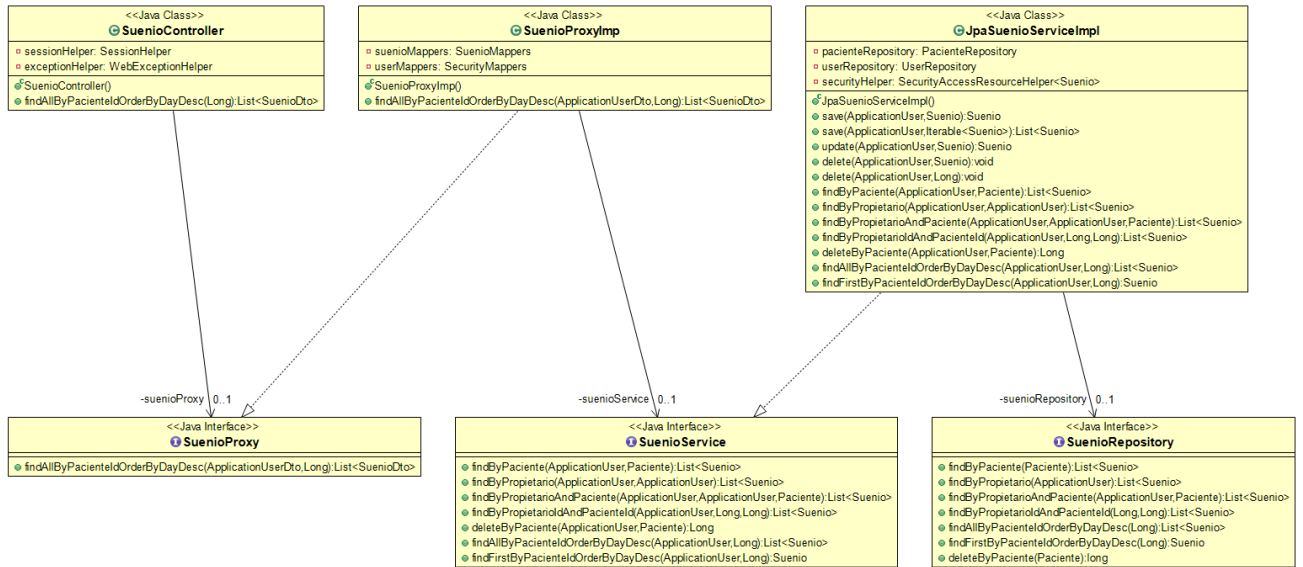 <<Java Class>>
SuenioController
sessionHelper: SessionHelper
exceptionHelper: WebExceptionHelper
SuenioController()
findAllByPacienteIdOrderByDayDesc(Long):List<SuenioDto>
<<Java Class>>
SuenioProxyImp
suenioMappers: SuenioMappers
userMappers: SecurityMappers
SuenioProxyImp()
findAllByPacienteIdOrderByDayDesc(ApplicationUserDto,Long):List<SuenioDto>
<<Java Class>>
JpaSuenioServiceImpl
pacienteRepository: PacienteRepository
userRepository: UserRepository
securityHelper: SecurityAccessResourceHelper<Suenio>
JpaSuenioServiceImpl()
save(ApplicationUser,Suenio):Suenio
save(ApplicationUser,Iterable<Suenio>):List<Suenio>
update(ApplicationUser,Suenio):Suenio
delete(ApplicationUser,Suenio):void
delete(ApplicationUser,Long):void
findByPaciente(ApplicationUser,Paciente):List<Suenio>
findByPropietario(ApplicationUser,ApplicationUser):List<Suenio>
findByPropietarioAndPaciente(ApplicationUser,ApplicationUser,Paciente):List<Suenio>
findByPropietarioIdAndPacienteId(ApplicationUser,Long,Long):List<Suenio>
deleteByPaciente(ApplicationUser,Paciente):Long
findAllByPacienteIdOrderByDayDesc(ApplicationUser,Long):List<Suenio>
findFirstByPacienteIdOrderByDayDesc(ApplicationUser,Long):Suenio
-suenioProxy 0..1
-suenioService 0..1
-suenioRepository 0..1
<<Java Interface>>
SuenioProxy
findAllByPacienteIdOrderByDayDesc(ApplicationUserDto,Long):List<SuenioDto>
<<Java Interface>>
SuenioService
findByPaciente(ApplicationUser,Paciente):List<Suenio>
findByPropietario(ApplicationUser,ApplicationUser):List<Suenio>
findByPropietarioAndPaciente(ApplicationUser,ApplicationUser,Paciente):List<Suenio>
findByPropietarioIdAndPacienteId(ApplicationUser,Long,Long):List<Suenio>
deleteByPaciente(ApplicationUser,Paciente):Long
findAllByPacienteIdOrderByDayDesc(ApplicationUser,Long):List<Suenio>
findFirstByPacienteIdOrderByDayDesc(ApplicationUser,Long):Suenio
<<Java Interface>>
SuenioRepository
findByPaciente(Paciente):List<Suenio>
findByPropietario(ApplicationUser):List<Suenio>
findByPropietarioAndPaciente(ApplicationUser,Paciente):List<Suenio>
findByPropietarioIdAndPacienteId(Long,Long):List<Suenio>
findAllByPacienteIdOrderByDayDesc(Long):List<Suenio>
findFirstByPacienteIdOrderByDayDesc(Long):Suenio
deleteByPaciente(Paciente):long